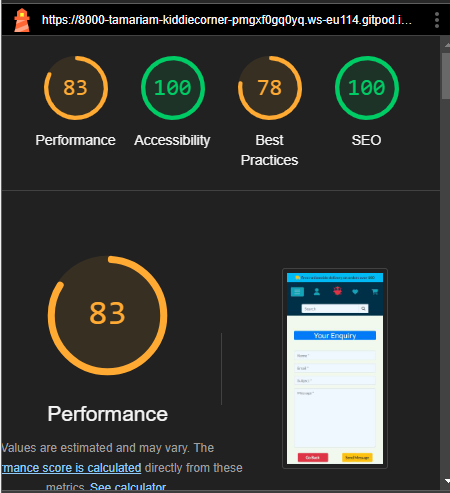 https://8000-tamariam-kiddiecorner-pmgxf0gq0yq.ws-eu114.gitpod.i...
83
100
78
100
Performance
Accessibility
Best
Practices
SEO
83
Performance
Values are estimated and may vary. The
rmance score is calculated directly from these
metrics. See calculator
Search
Your Enquiry
Name *
Email *
Subject *
Message *
Go Back
Send Message